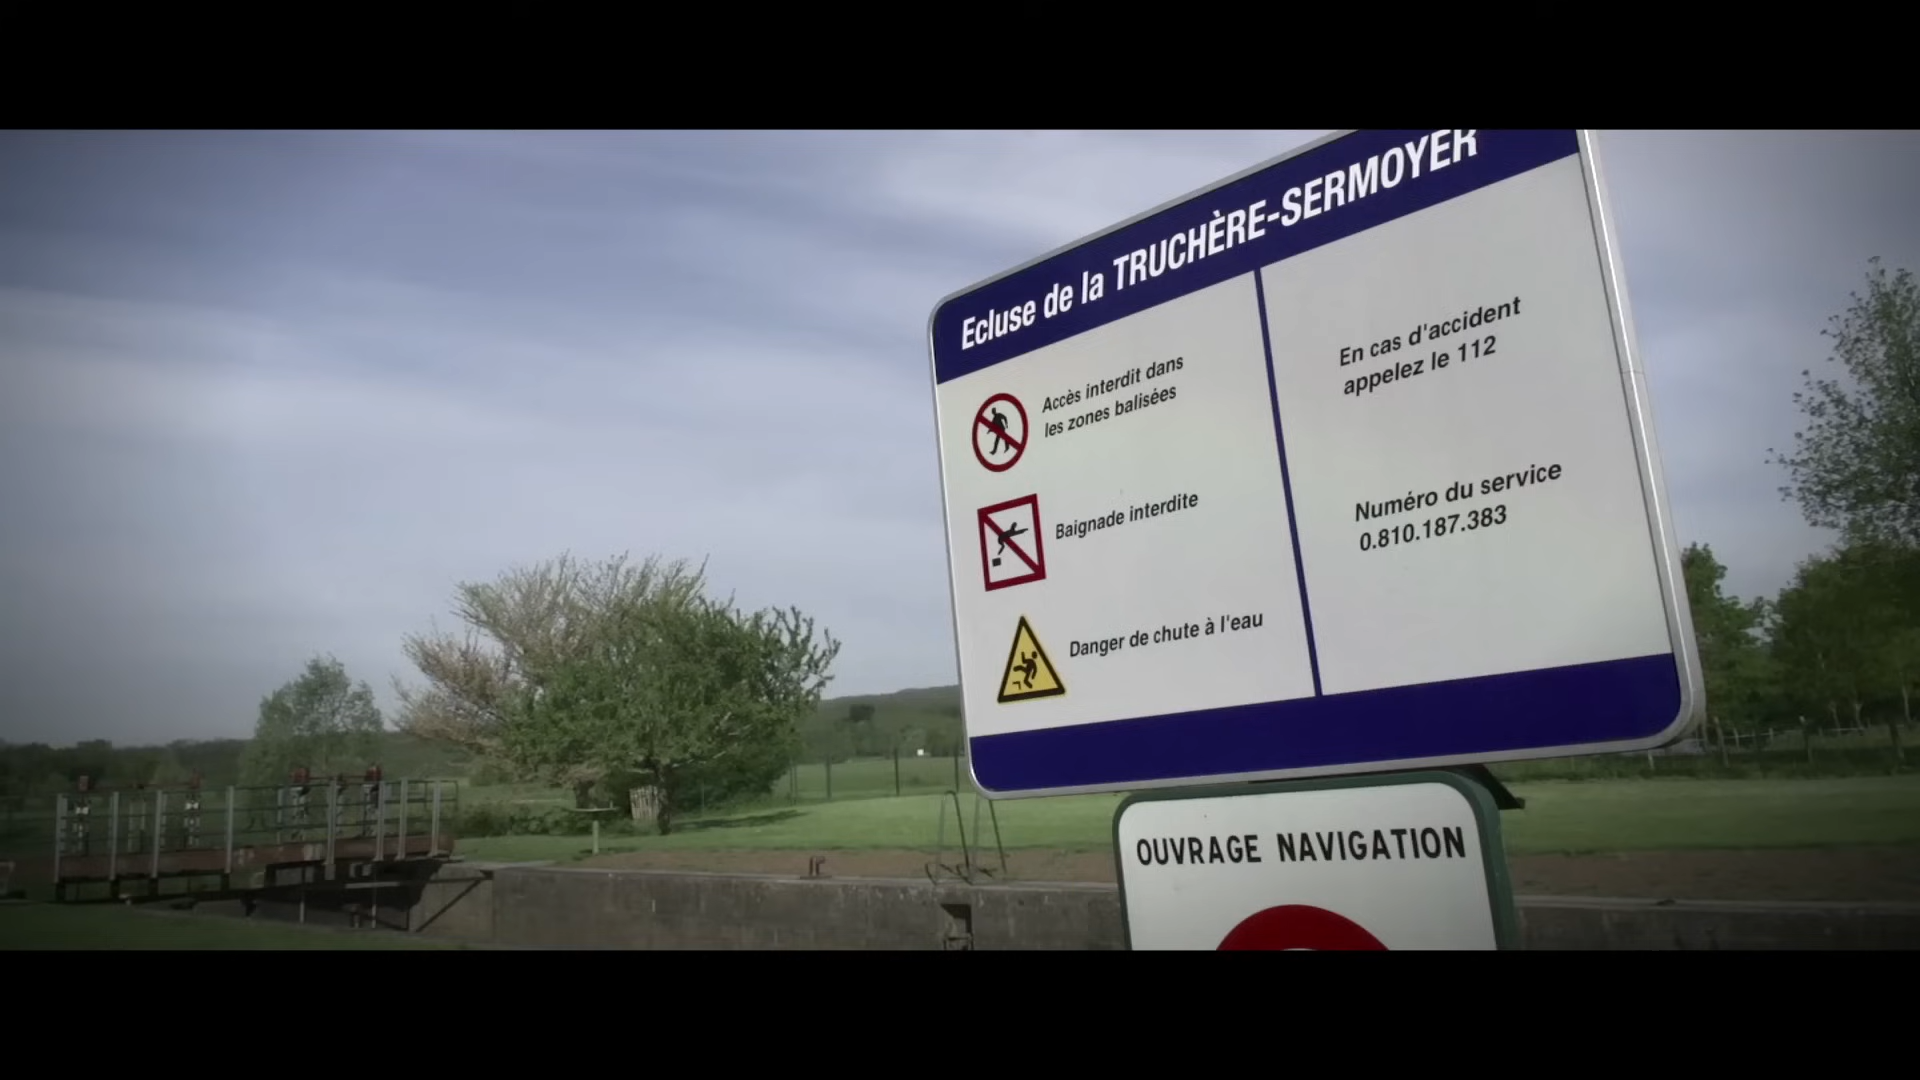 Ecluse de la TRUCHÈRE-SERMOYER
Accès interdit dans
les zones balisées
Baignade interdite
Danger de chute à l'eau
En cas d'accident
appelez le 112
Numéro du service
0.810.187.383
OUVRAGE NAVIGATION